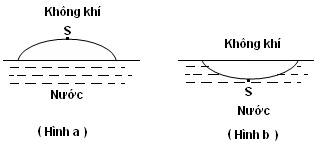 Không khí
S
Nước
( Hình a )
Không khí
S
Nước
( Hình b )